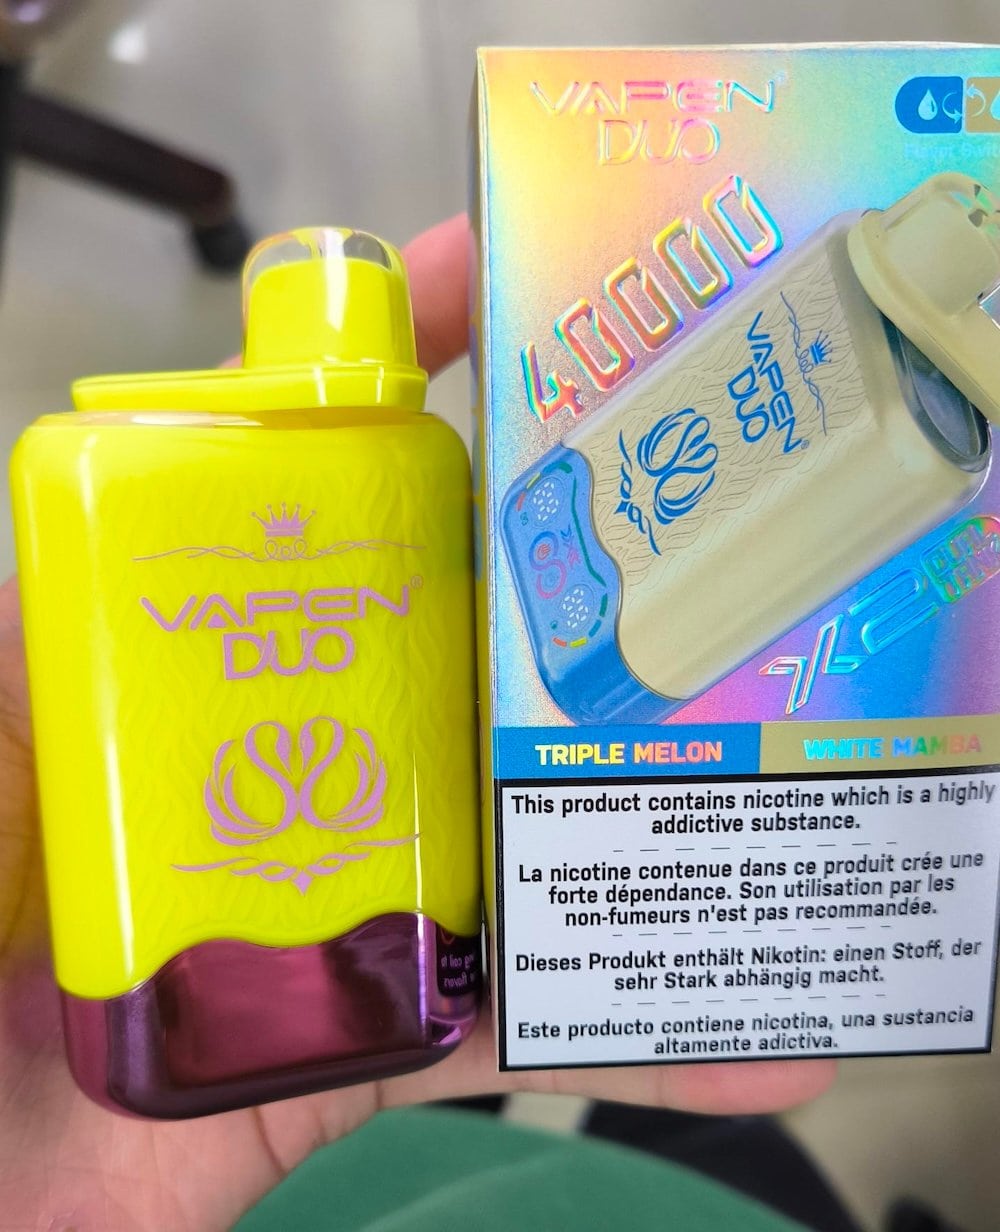 VAPEN®
DUO
VAPEN®
DUO
40000
VAPEN®
DUO
X2
DUAL
TANK
TRIPLE MELON
WHITE MAMBA
This product contains nicotine which is a highly
addictive substance.
La nicotine contenue dans ce produit crée une
forte dépendance. Son utilisation par les
non-fumeurs n'est pas recommandée.
Dieses Produkt enthält Nikotin: einen Stoff, der
sehr Stark abhängig macht.
Este producto contiene nicotina, una sustancia
altamente adictiva.